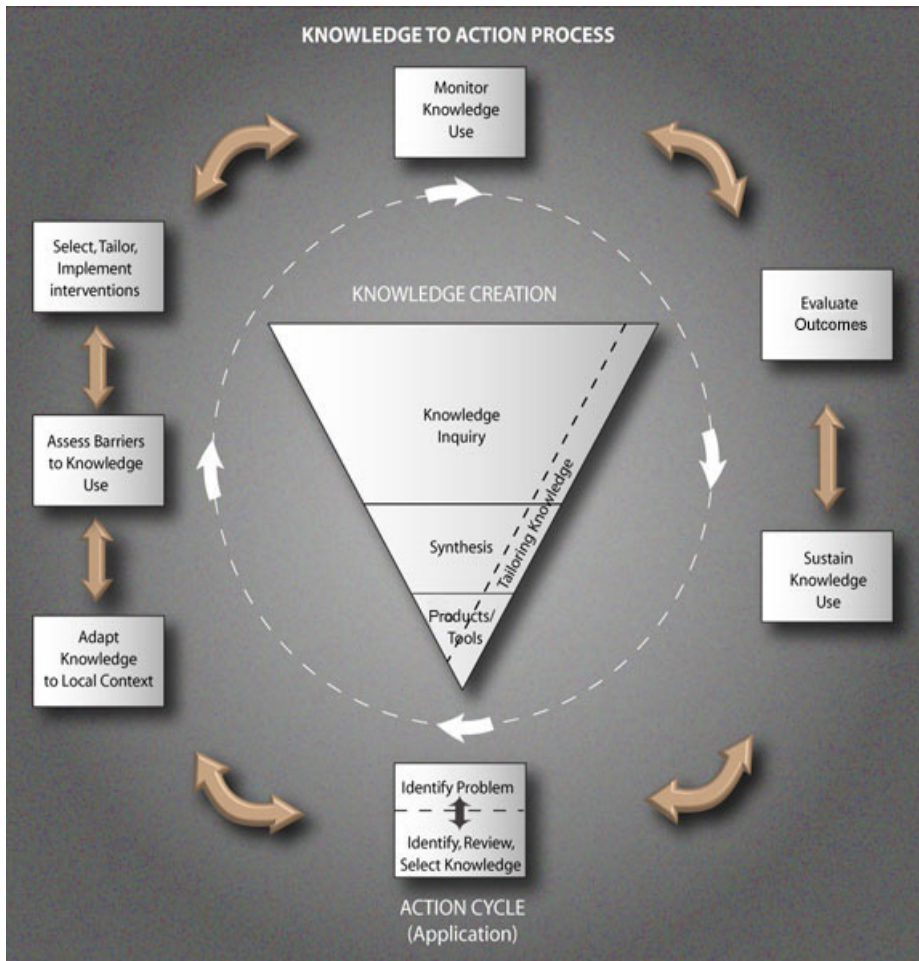 KNOWLEDGE TO ACTION PROCESS
Monitor
Knowledge
Use
Select, Tailor,
Implement
interventions
KNOWLEDGE CREATION
Evaluate
Outcomes
Knowledge
Inquiry
Assess Barriers
to Knowledge
Use
Tailoring Knowledge
Synthesis
Sustain
Knowledge
Use
Products/
Tools
Adapt
Knowledge
to Local Context
Identify Problem
Identify, Review,
Select Knowledge
ACTION CYCLE
(Application)